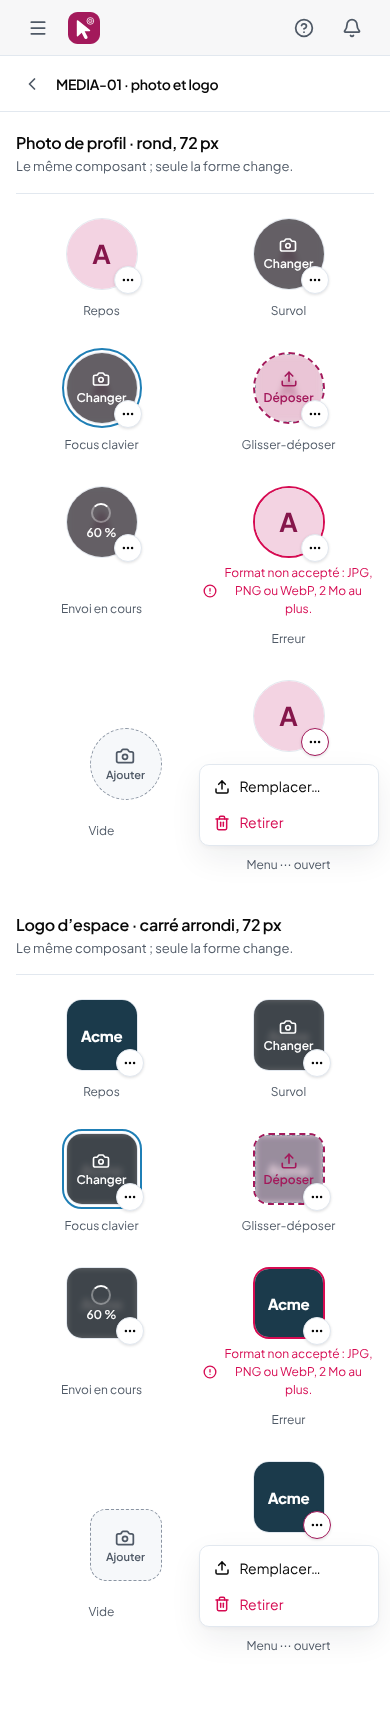 MEDIA-01 · photo et logo
Photo de profil · rond, 72 px
Le même composant ; seule la forme change.
A
Changer
Repos
Survol
Changer
Déposer
Focus clavier
Glisser-déposer
60 %
A
Format non accepté : JPG,
PNG ou WebP, 2 Mo au
plus.
Envoi en cours
Erreur
A
Ajouter
Remplacer…
Retirer
Vide
Menu ··· ouvert
Logo d’espace · carré arrondi, 72 px
Le même composant ; seule la forme change.
Acme
Changer
Repos
Survol
Changer
Déposer
Focus clavier
Glisser-déposer
60 %
Acme
Format non accepté : JPG,
PNG ou WebP, 2 Mo au
plus.
Envoi en cours
Erreur
Acme
Ajouter
Remplacer…
Retirer
Vide
Menu ··· ouvert